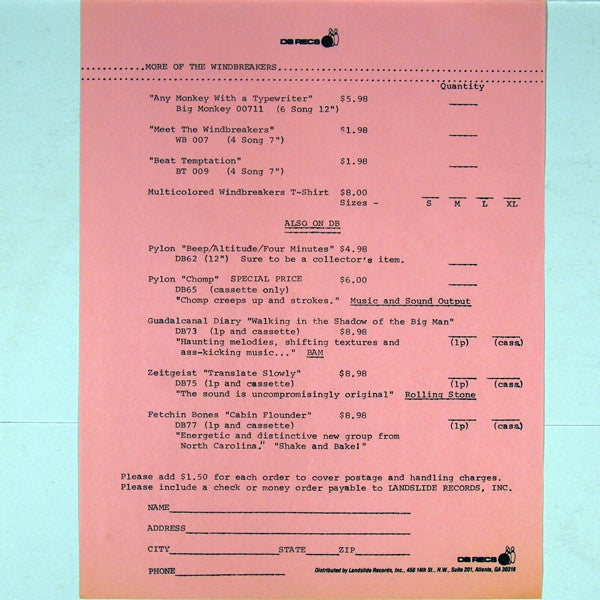 DB RECS
MORE OF THE WINDBREAKERS
Quantity
"Any Monkey With a Typewriter" $5.98
Big Monkey 00711 (6 Song 12")
"Meet The Windbreakers" $1.98
WB 007 (4 Song 7")
"Beat Temptation" $1.98
BT 009 (4 Song 7")
Multicolored Windbreakers T-Shirt $8.00
Sizes - S M L XL
ALSO ON DB
Pylon "Beep/Altitude/Four Minutes" $4.98
DB62 (12") Sure to be a collector's item.
Pylon "Chomp" SPECIAL PRICE $6.00
DB65 (cassette only)
"Chomp creeps up and strokes." Music and Sound Output
Guadalcanal Diary "Walking in the Shadow of the Big Man"
DB73 (lp and cassette) $8.98
"Haunting melodies, shifting textures and (lp) (cass)
ass-kicking music..." BAM
Zeitgeist "Translate Slowly" $8.98
DB75 (lp and cassette) (lp) (cass)
"The sound is uncompromisingly original" Rolling Stone
Fetchin Bones "Cabin Flounder" $8.98
DB77 (lp and cassette) (lp) (cass)
"Energetic and distinctive new group from
North Carolina." "Shake and Bake!"
Please add $1.50 for each order to cover postage and handling charges.
Please include a check or money order payable to LANDSLIDE RECORDS, INC.
NAME
ADDRESS
CITY STATE ZIP
DB RECS
PHONE Distributed by Landslide Records, Inc., 450 14th St., N.W., Suite 201, Atlanta, GA 30318